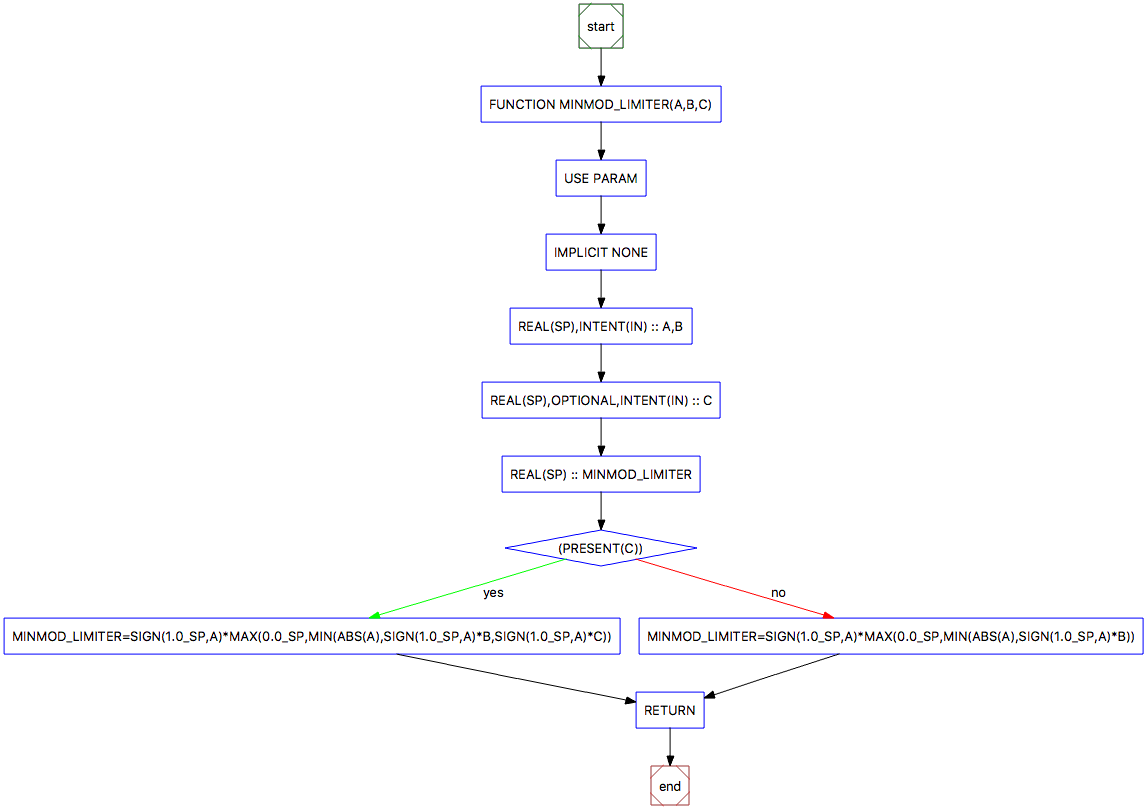 start
FUNCTION MINMOD_LIMITER(A,B,C)
USE PARAM
IMPLICIT NONE
REAL(SP),INTENT(IN) :: A,B
REAL(SP),OPTIONAL,INTENT(IN) :: C
REAL(SP) :: MINMOD_LIMITER
(PRESENT(C))
yes
no
MINMOD_LIMITER=SIGN(1.0_SP,A)*MAX(0.0_SP,MIN(ABS(A),SIGN(1.0_SP,A)*B,SIGN(1.0_SP,A)*C))
MINMOD_LIMITER=SIGN(1.0_SP,A)*MAX(0.0_SP,MIN(ABS(A),SIGN(1.0_SP,A)*B))
RETURN
end